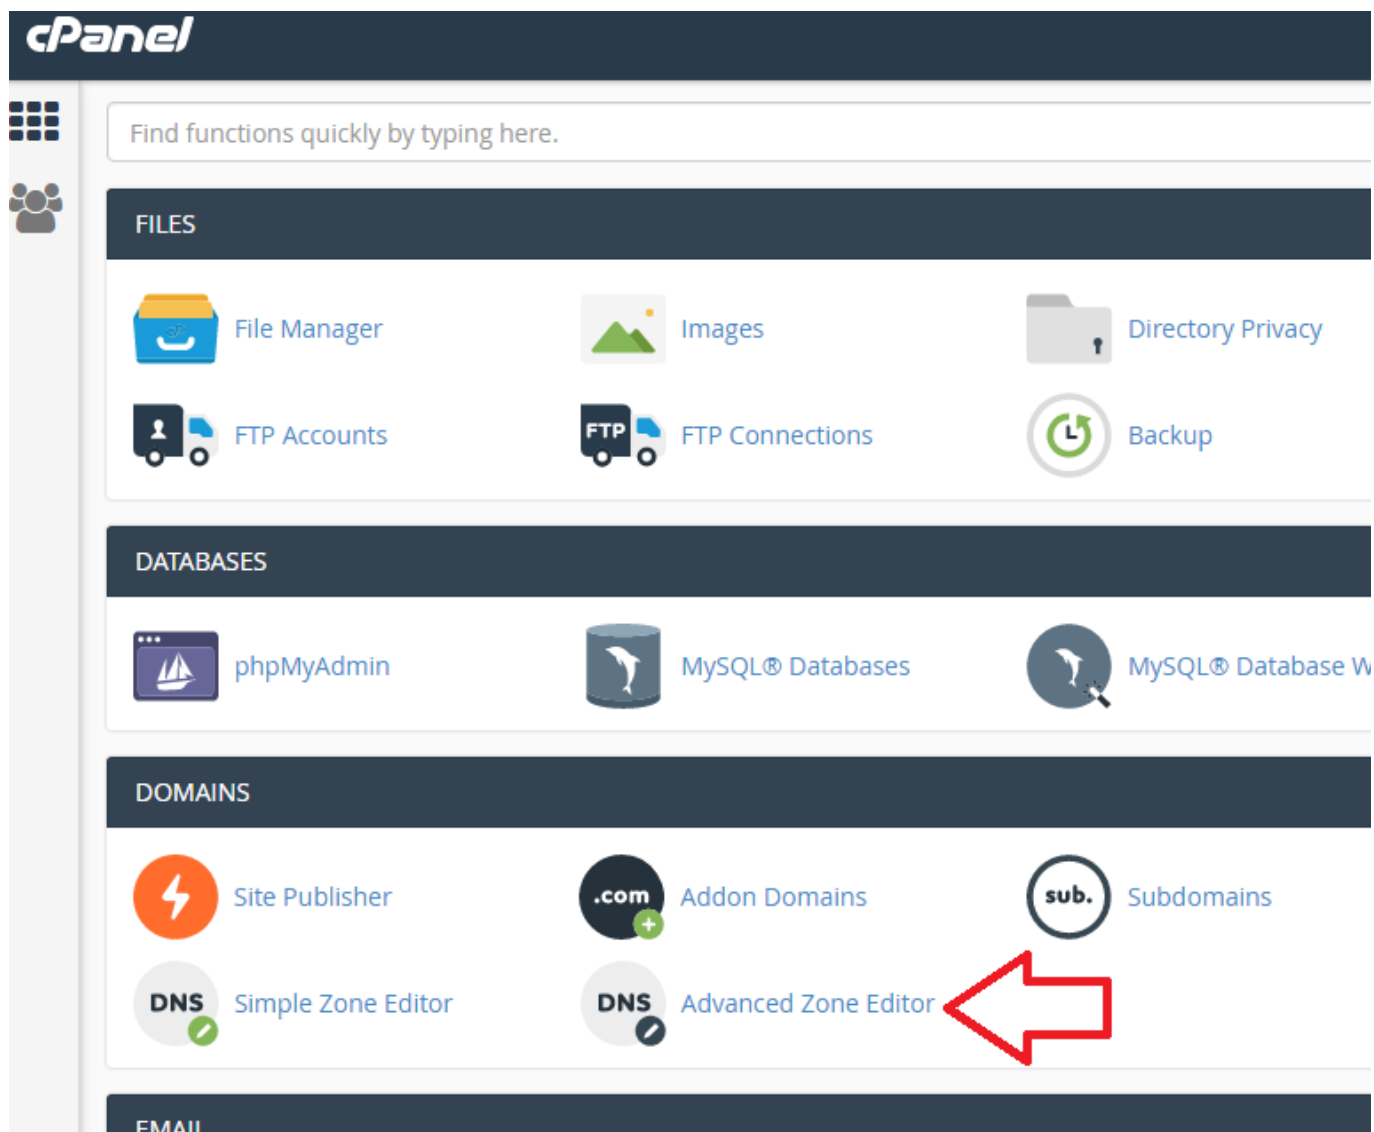 cPanel
Find functions quickly by typing here.
FILES
File Manager
Images
Directory Privacy
FTP Accounts
FTP
FTP Connections
Backup
DATABASES
phpMyAdmin
MySQL® Databases
MySQL® Database W
DOMAINS
Site Publisher
.com
Addon Domains
sub.
Subdomains
DNS
Simple Zone Editor
DNS
Advanced Zone Editor
EMAIL